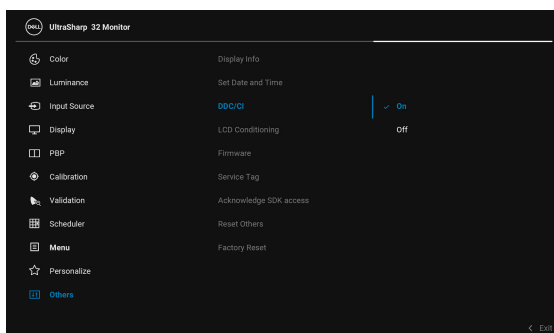 DELL UltraSharp 32 Monitor
Color Display Info
Luminance Set Date and Time
Input Source DDC/CI ✓ On
Display LCD Conditioning Off
PBP Firmware
Calibration Service Tag
Validation Acknowledge SDK access
Scheduler Reset Others
Menu Factory Reset
Personalize
Others
< Exit